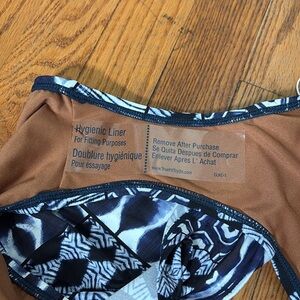 Hygienic Liner
For Fitting Purposes
Doublure hygiénique
Pour essayage
Remove After Purchase
Se Quita Despues de Comprar
Enlever Apres L' Achat